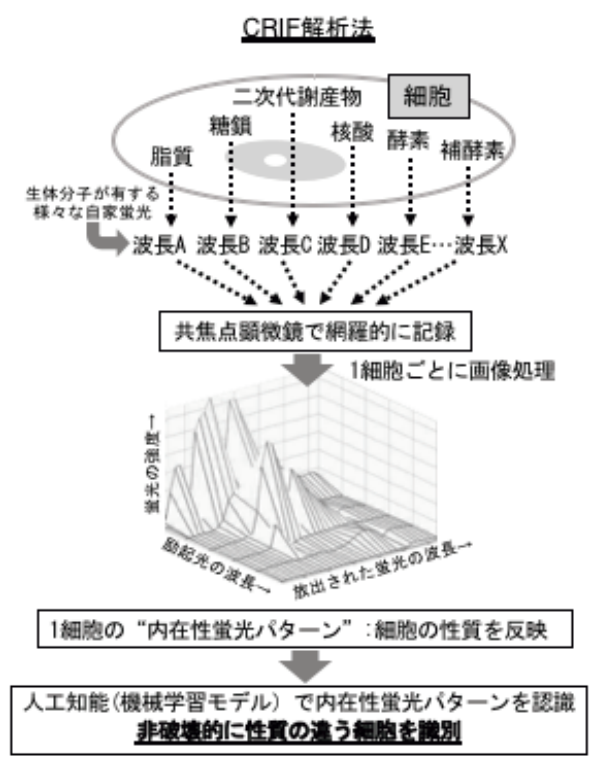 CRIF解析法
細胞
二次代謝産物
糖鎖
核酸
酵素
補酵素
脂質
生体分子が有する
様々な自家蛍光
波長A 波長B 波長C 波長D 波長E…波長X
共焦点顕微鏡で網羅的に記録
1細胞ごとに画像処理
蛍光の強度→
励起光の波長→
放出された蛍光の波長→
1細胞の“内在性蛍光パターン”:細胞の性質を反映
人工知能(機械学習モデル) で内在性蛍光パターンを認識
非破壊的に性質の違う細胞を識別